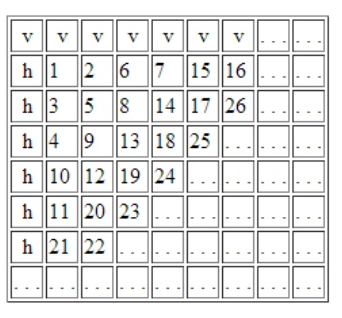 v v v v v v v ... ...
h 1 2 6 7 15 16 ... ...
h 3 5 8 14 17 26 ... ...
h 4 9 13 18 25 ... ... ...
h 10 12 19 24 ... ... ... ...
h 11 20 23 ... ... ... ... ...
h 21 22 ... ... ... ... ... ...
... ... ... ... ... ... ... ... ...